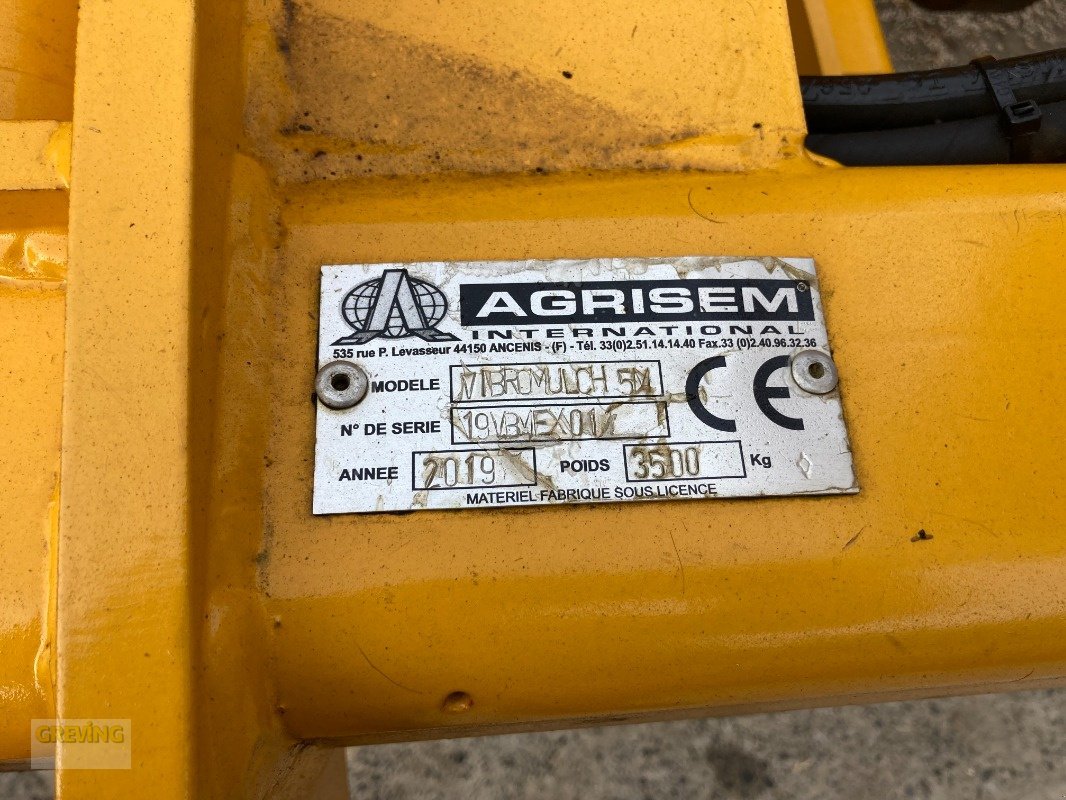 AGRISEM
INTERNATIONAL
535 rue P. Levasseur 44150 ANCENIS - (F) - Tél. 33(0)2.51.14.14.40 Fax.33 (0)2.40.96.32.36
MODELE VIBROMULCH 5M
N° DE SERIE
CE
ANNEE 2019 POIDS 3500 Kg
MATERIEL FABRIQUE SOUS LICENCE
GREVING